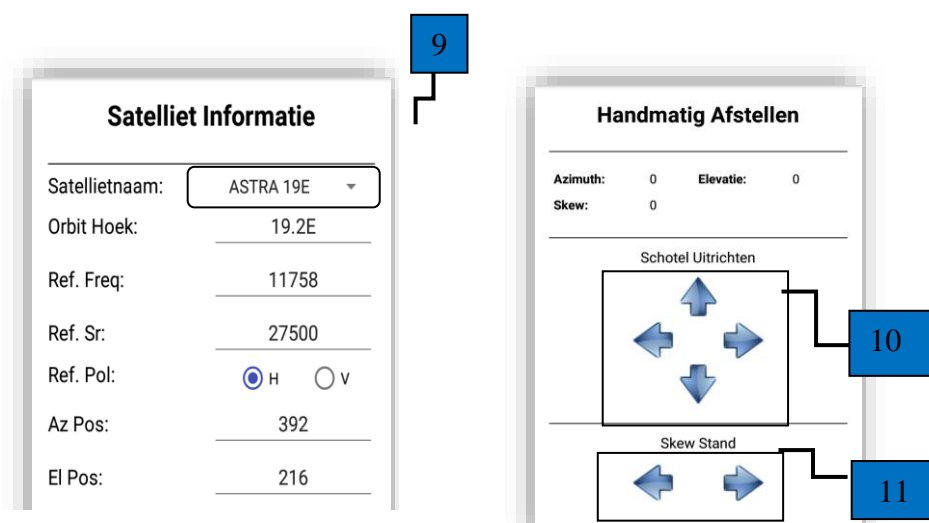 9
Satelliet Informatie
Satellietnaam: ASTRA 19E
Orbit Hoek: 19.2E
Ref. Freq: 11758
Ref. Sr: 27500
Ref. Pol: H V
Az Pos: 392
El Pos: 216
Handmatig Afstellen
Azimuth: 0 Elevatie: 0
Skew: 0
Schotel Uitrichten
10
Skew Stand
11